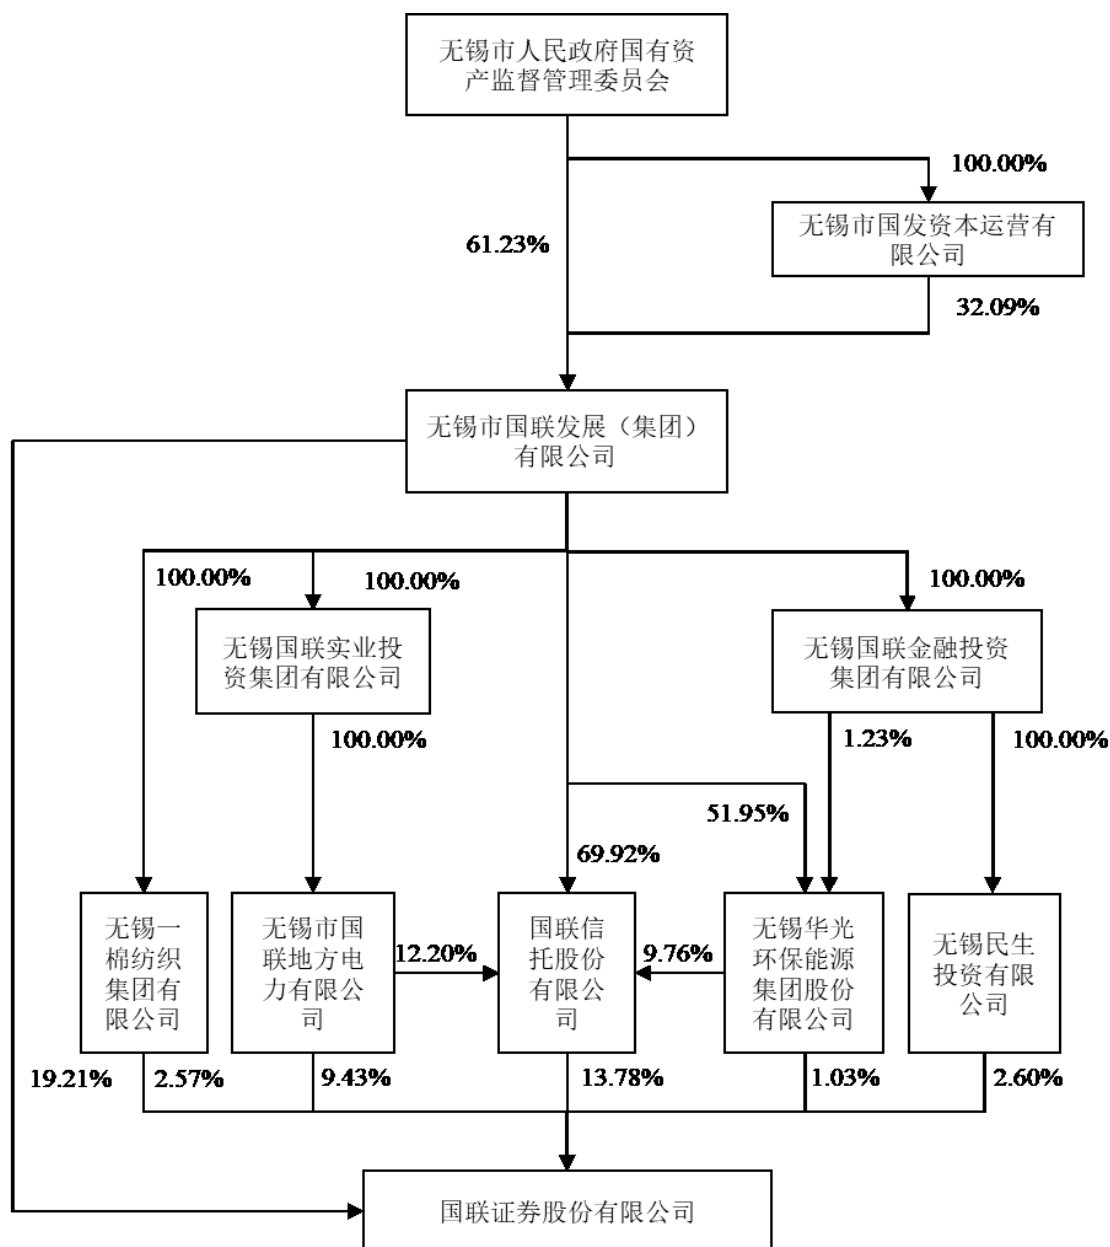 无锡市人民政府国有资
产监督管理委员会
100.00%
无锡市国发资本运营有
限公司
61.23%
32.09%
无锡市国联发展（集团）
有限公司
100.00%
100.00%
100.00%
无锡国联实业投
资集团有限公司
无锡国联金融投资
集团有限公司
100.00%
1.23%
100.00%
51.95%
69.92%
无锡一
棉纺织
集团有
限公司
无锡市国
联地方电
力有限公
司
12.20%
国联信
托股份
有限公
司
9.76%
无锡华光
环保能源
集团股份
有限公司
无锡民生
投资有限
公司
19.21%
2.57%
9.43%
13.78%
1.03%
2.60%
国联证券股份有限公司